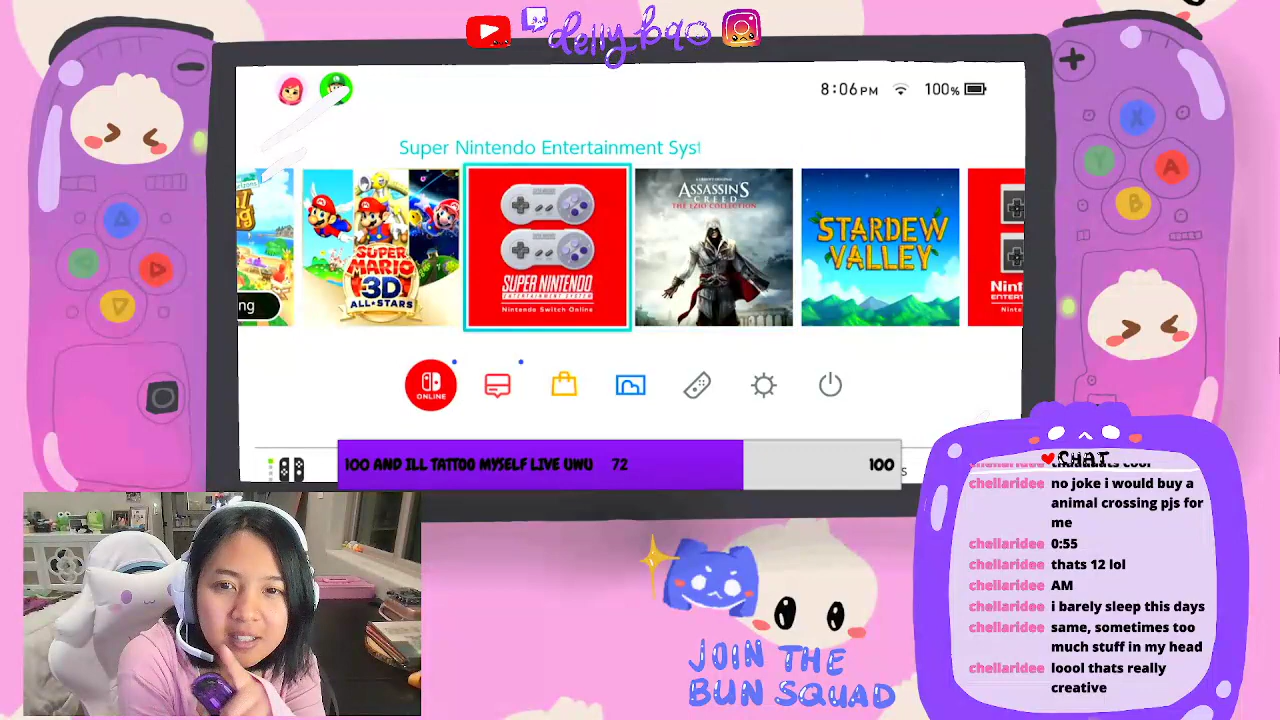 dellybao
8:06 PM 100%
Super Nintendo Entertainment Syst
ng
SUPER MARIO
3D
ALL★STARS
SUPER NINTENDO
ENTERTAINMENT SYSTEM
Nintendo Switch Online
ASSASSIN'S
CREED
THE EZIO COLLECTION
STARDEW
VALLEY
ONLINE
100 AND ILL TATTOO MYSELF LIVE UWU 72 100
s
CHAT
chellaridee no joke i would buy a
animal crossing pjs for
me
chellaridee 0:55
chellaridee thats 12 lol
chellaridee AM
chellaridee i barely sleep this days
chellaridee same, sometimes too
much stuff in my head
chellaridee loool thats really
creative
JOIN THE
BUN SQUAD
X
Y
A
B